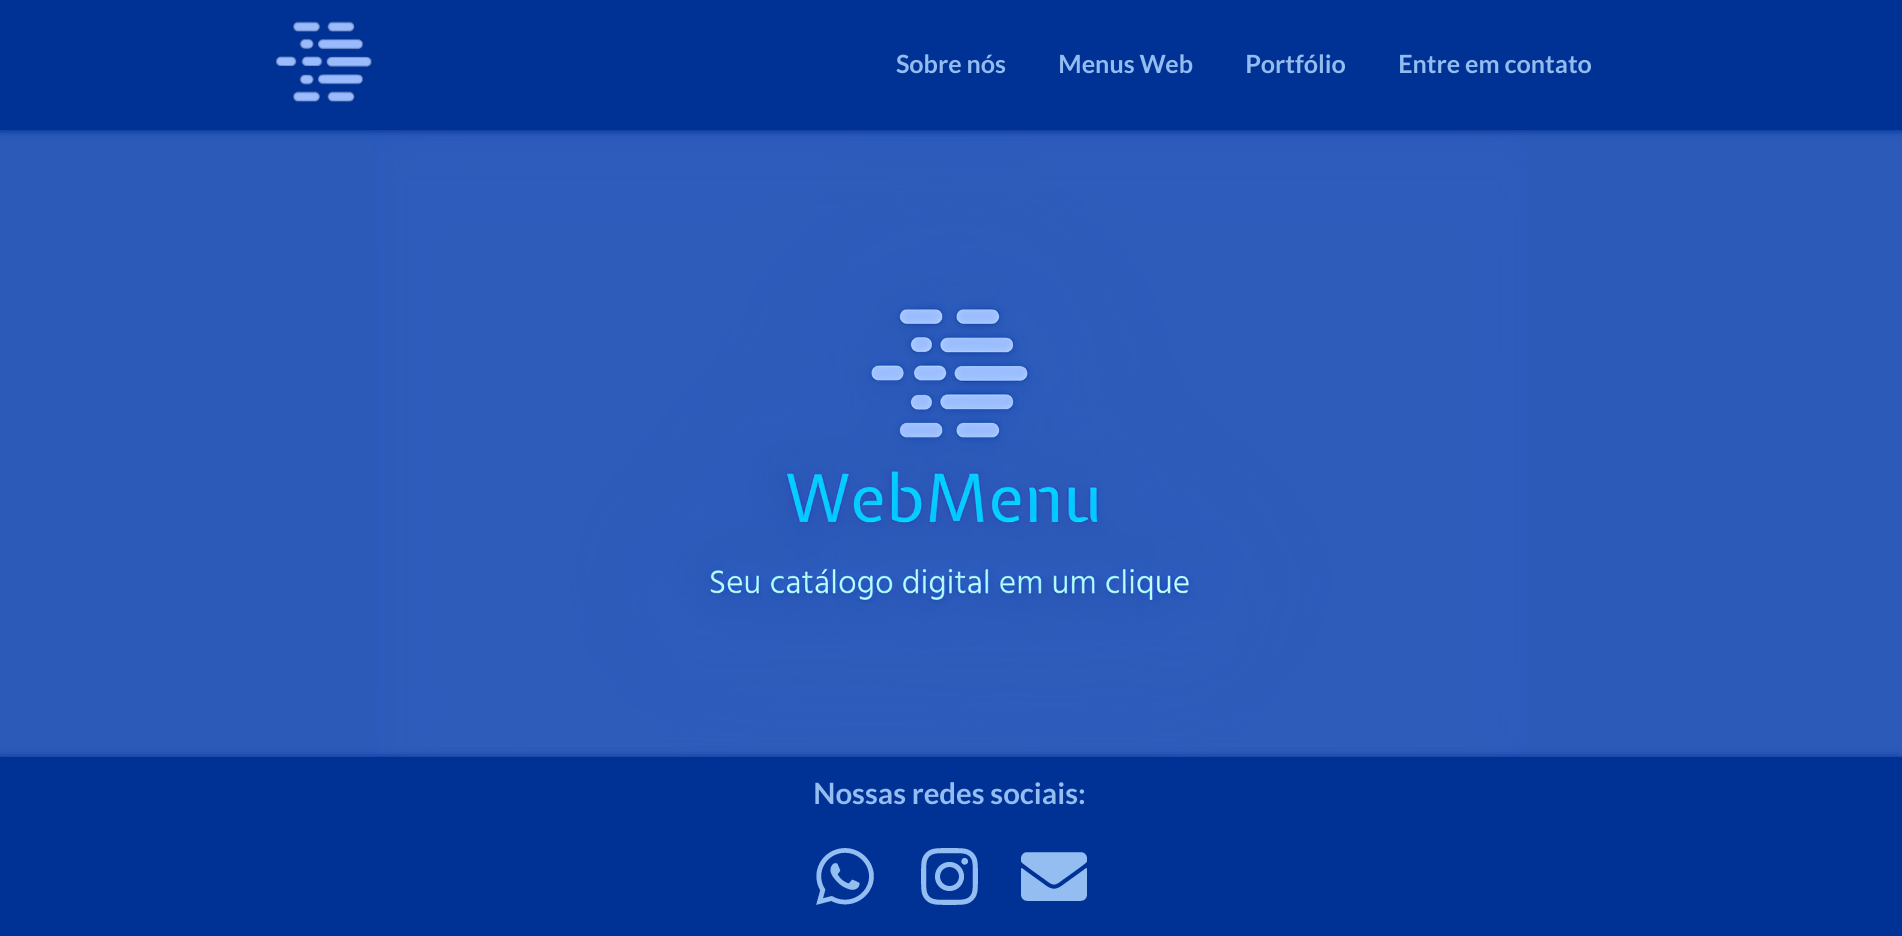 Sobre nós Menus Web Portfólio Entre em contato
WebMenu
Seu catálogo digital em um clique
Nossas redes sociais: